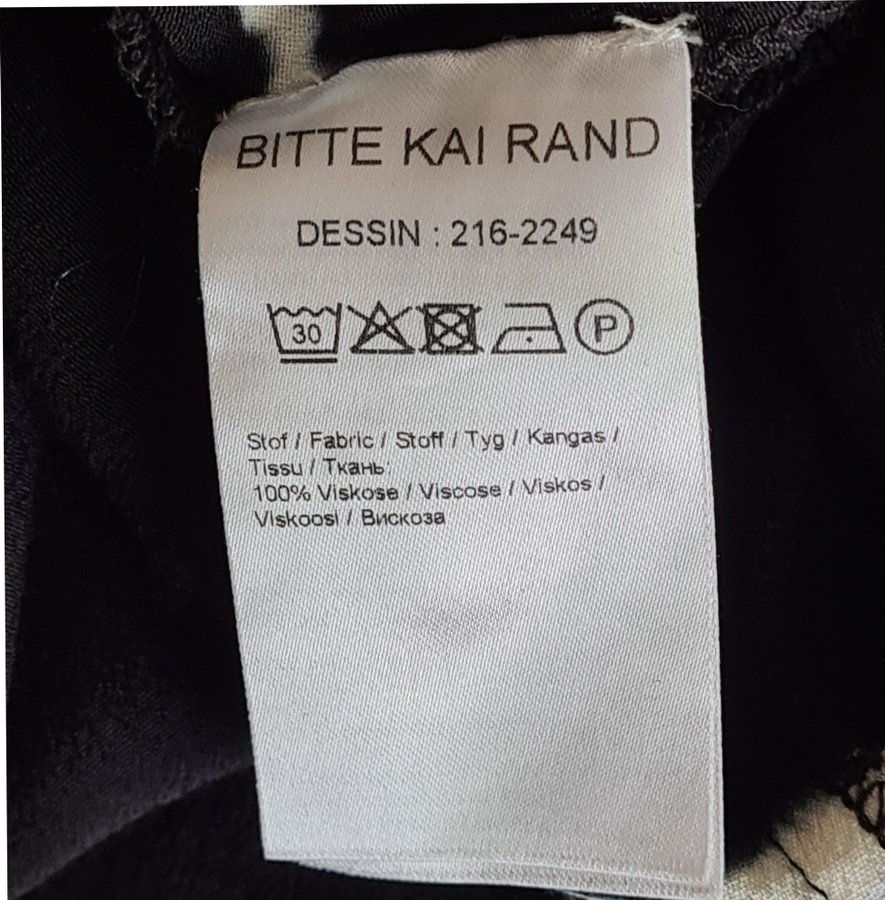 BITTE KAI RAND
DESSIN : 216-2249
30 P
Stof / Fabric / Stoff / Tyg / Kangas /
Tissu / Ткань:
100% Viskose / Viscose / Viskos /
Viskoosi / Вискоза